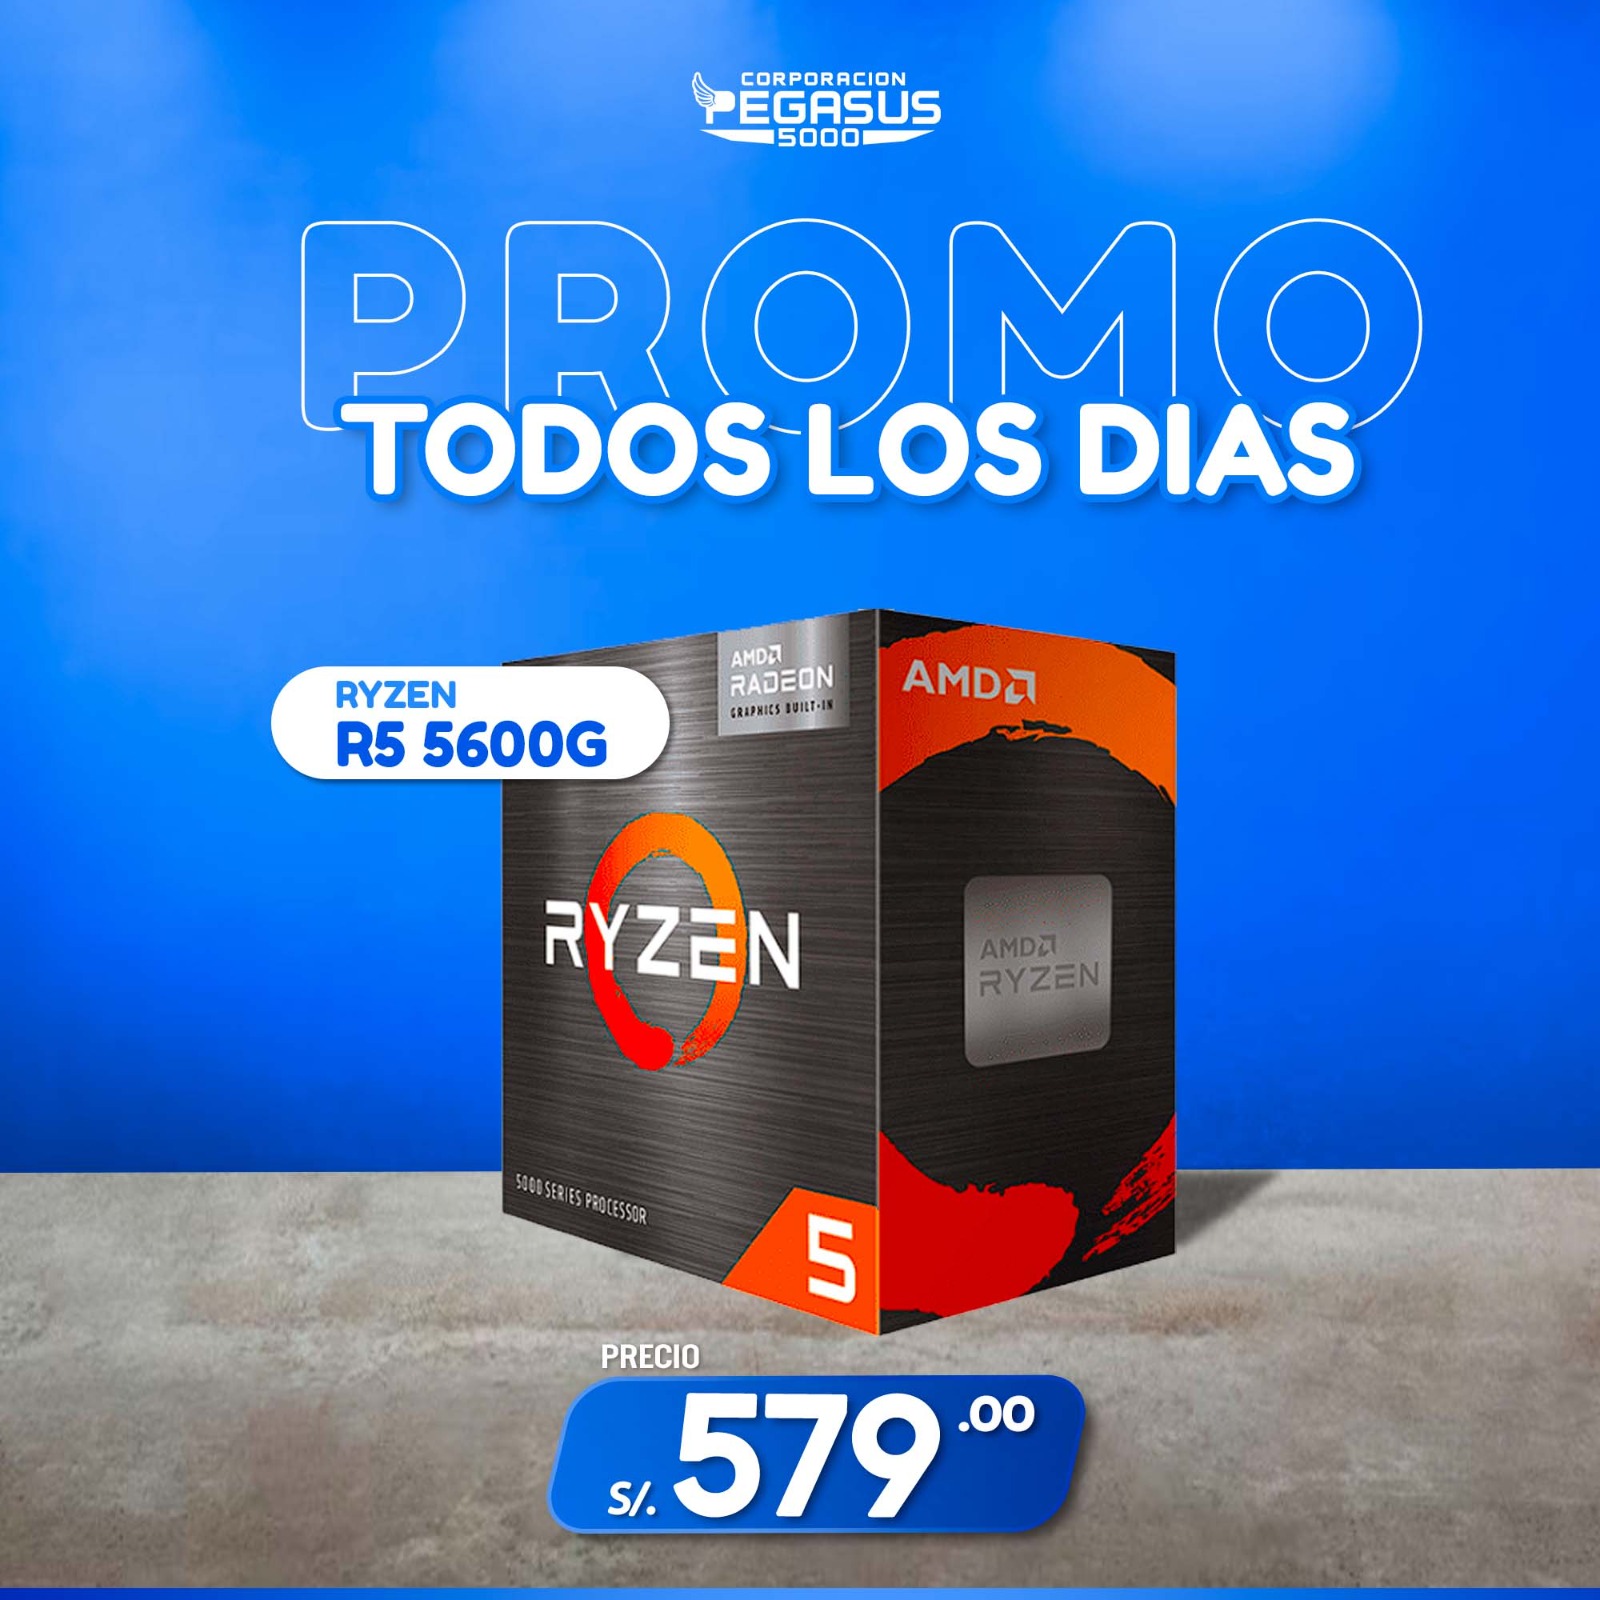 CORPORACION
PEGASUS
5000
PROMO
TODOS LOS DIAS
RYZEN
R5 5600G
AMD
RADEON
GRAPHICS BUILT-IN
RYZEN
5000 SERIES PROCESSOR
5
AMD
AMD
RYZEN
PRECIO
S/. 579.00